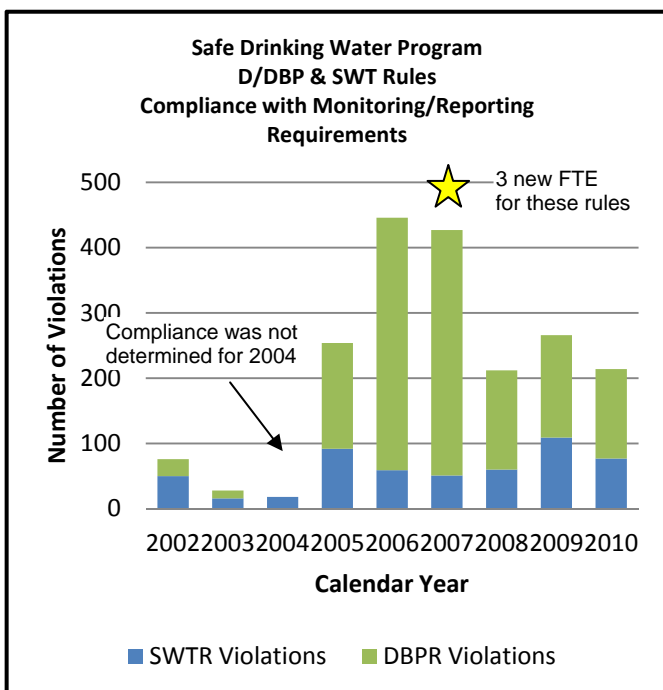 Safe Drinking Water Program
D/DBP & SWT Rules
Compliance with Monitoring/Reporting
Requirements
500
400
300
200
100
0
Number of Violations
3 new FTE
for these rules
Compliance was not
determined for 2004
2002 2003 2004 2005 2006 2007 2008 2009 2010
Calendar Year
SWTR Violations DBPR Violations